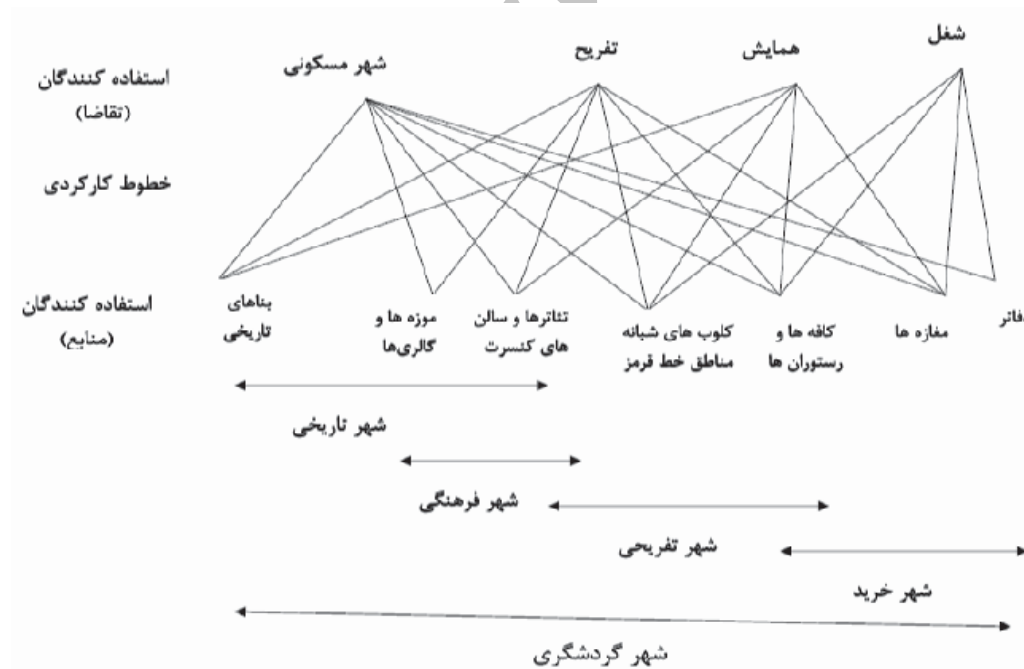 شغل
همایش
تفریح
شهر مسکونی
استفاده کنندگان
(تقاضا)
خطوط کارکردی
استفاده کنندگان
(منابع)
بناهای
تاریخی
موزه ها و
گالری‌ها
تئاترها و سالن
های کنسرت
کلوب های شبانه
مناطق خط قرمز
کافه ها و
رستوران ها
مغازه ها
دفاتر
شهر تاریخی
شهر فرهنگی
شهر تفریحی
شهر خرید
شهر گردشگری